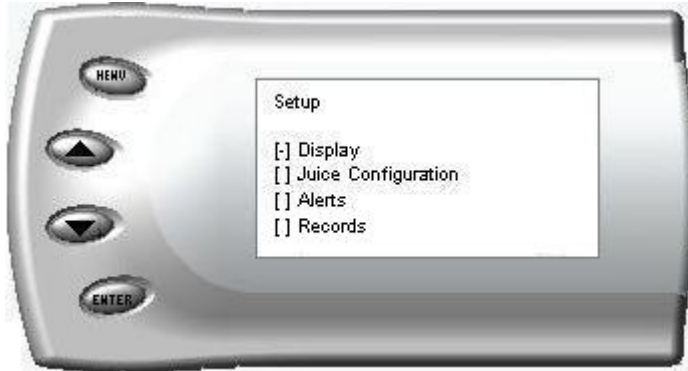 MENU
Setup
[-] Display
[ ] Juice Configuration
[ ] Alerts
[ ] Records
ENTER